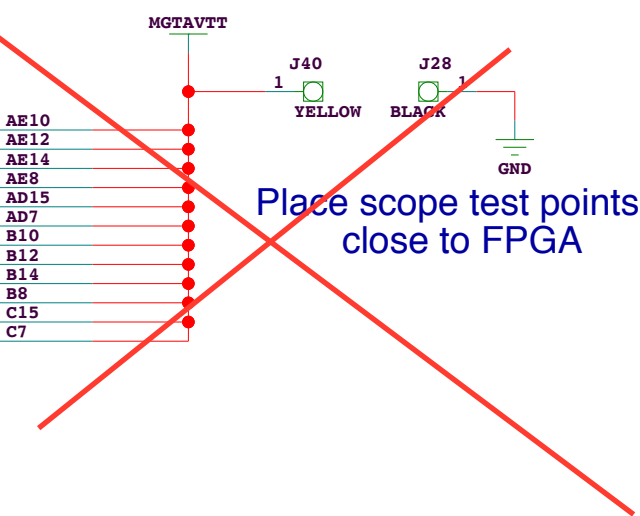 MGTAVTT
J40
J28
1
1
YELLOW
BLACK
AE10
AE12
AE14
AE8
AD15
AD7
B10
B12
B14
B8
C15
C7
GND
Place scope test points
close to FPGA